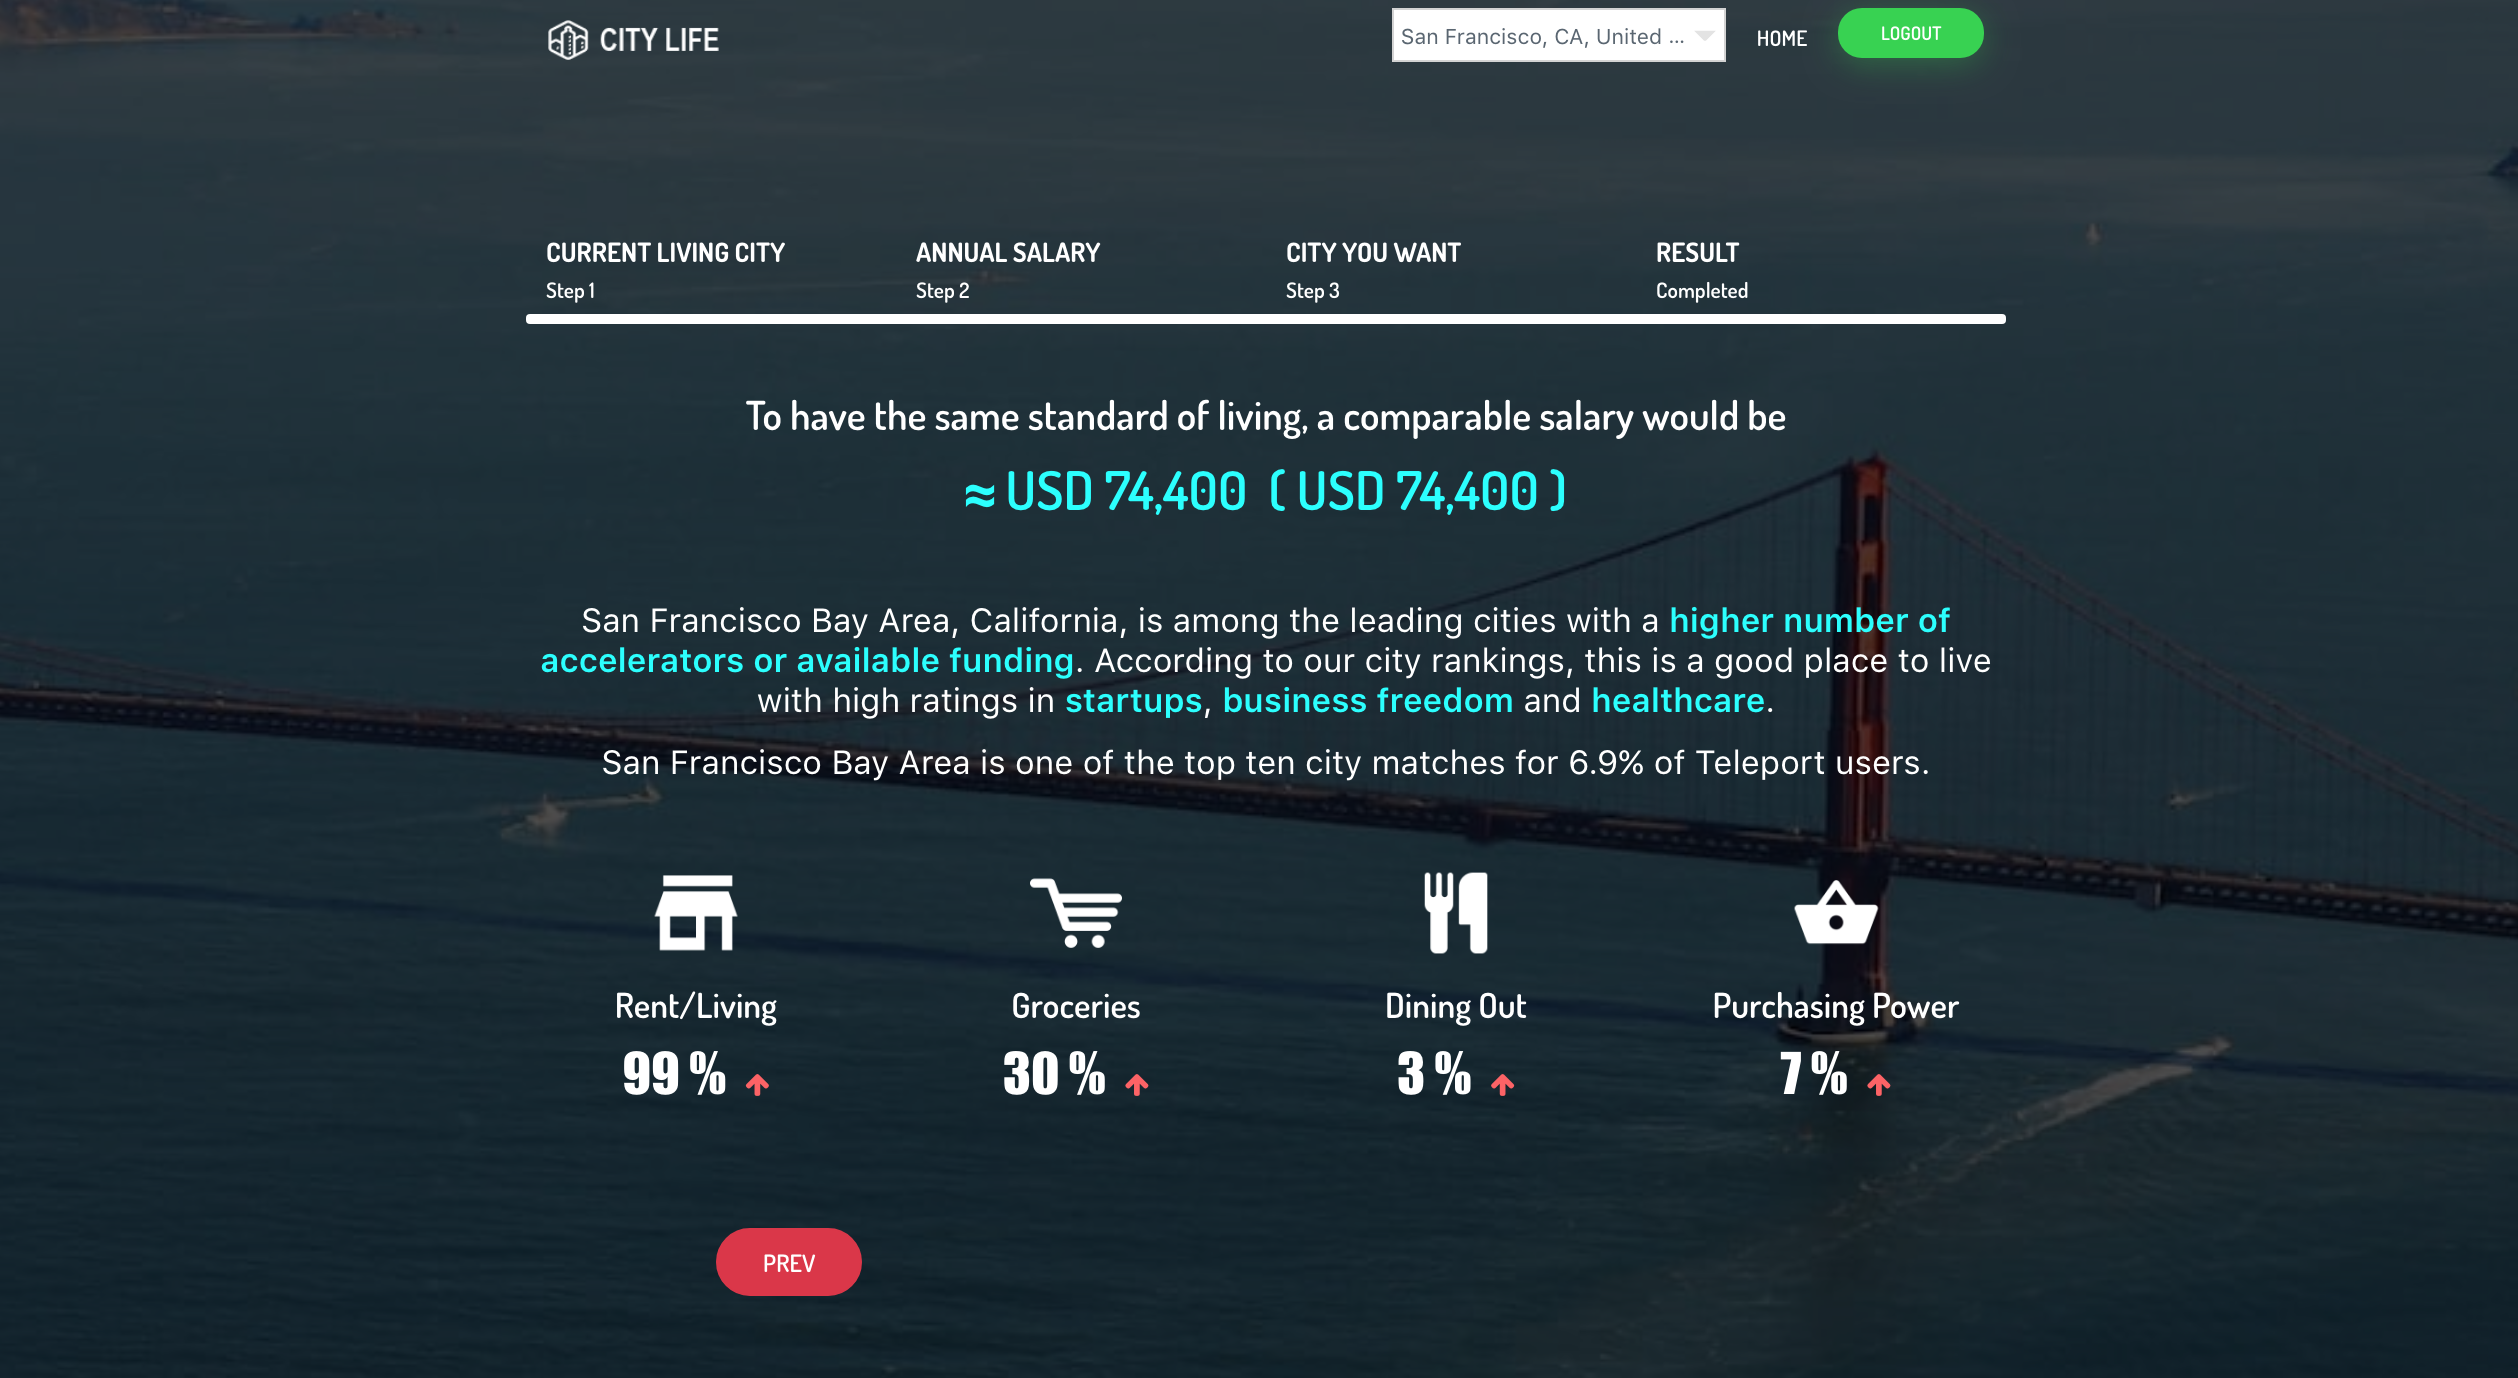 CITY LIFE
San Francisco, CA, United ...
HOME
LOGOUT
CURRENT LIVING CITY
Step 1
ANNUAL SALARY
Step 2
CITY YOU WANT
Step 3
RESULT
Completed
To have the same standard of living, a comparable salary would be
≈ USD 74,400 ( USD 74,400 )
San Francisco Bay Area, California, is among the leading cities with a higher number of
accelerators or available funding. According to our city rankings, this is a good place to live
with high ratings in startups, business freedom and healthcare.
San Francisco Bay Area is one of the top ten city matches for 6.9% of Teleport users.
Rent/Living
99 %
Groceries
30 %
Dining Out
3 %
Purchasing Power
7 %
PREV